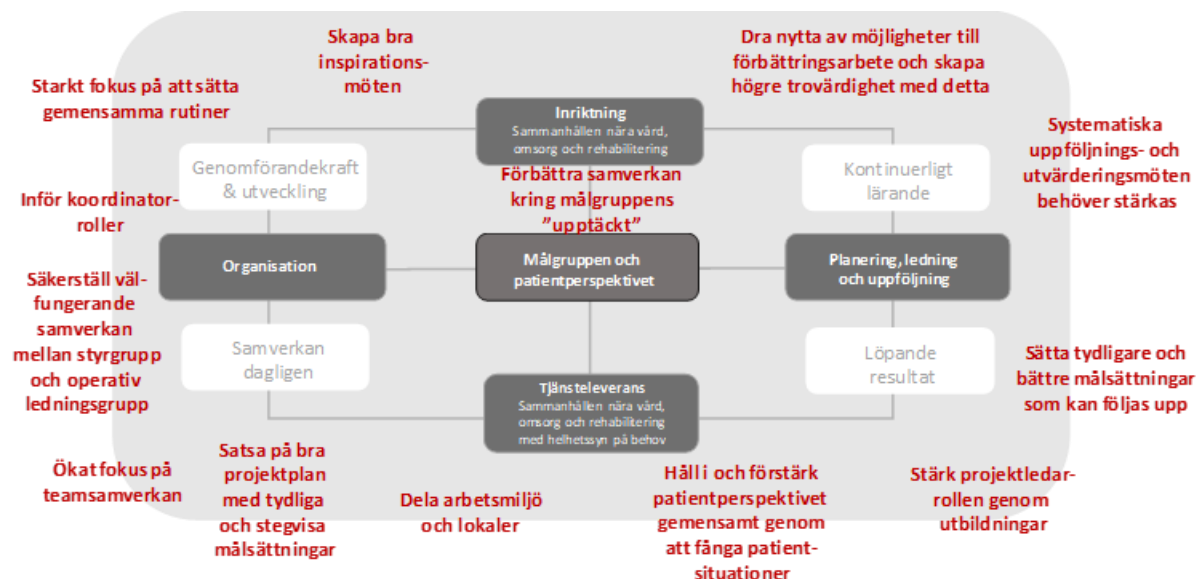 Skapa bra
inspirations-
möten
Dra nytta av möjligheter till
förbättringsarbete och skapa
högre trovärdighet med detta
Starkt fokus på att sätta
gemensamma rutiner
Inriktning
Sammanhållen nära vård,
omsorg och rehabilitering
Systematiska
uppföljnings- och
utvärderingsmöten
behöver stärkas
Genomförandekraft
& utveckling
Förbättra samverkan
kring målgruppens
”upptäckt”
Kontinuerligt
lärande
Inför koordinator-
roller
Organisation
Målgruppen och
patientperspektivet
Planering, ledning
och uppföljning
Säkerställ väl-
fungerande
samverkan
mellan styrgrupp
och operativ
ledningsgrupp
Samverkan
dagligen
Löpande
resultat
Sätta tydligare och
bättre målsättningar
som kan följas upp
Tjänsteleverans
Sammanhållen nära vård,
omsorg och rehabilitering
med helhetssyn på behov
Ökat fokus på
teamsamverkan
Satsa på bra
projektplan
med tydliga
och stegvisa
målsättningar
Dela arbetsmiljö
och lokaler
Håll i och förstärk
patientperspektivet
gemensamt genom
att fånga patient-
situationer
Stärk projektledar-
rollen genom
utbildningar